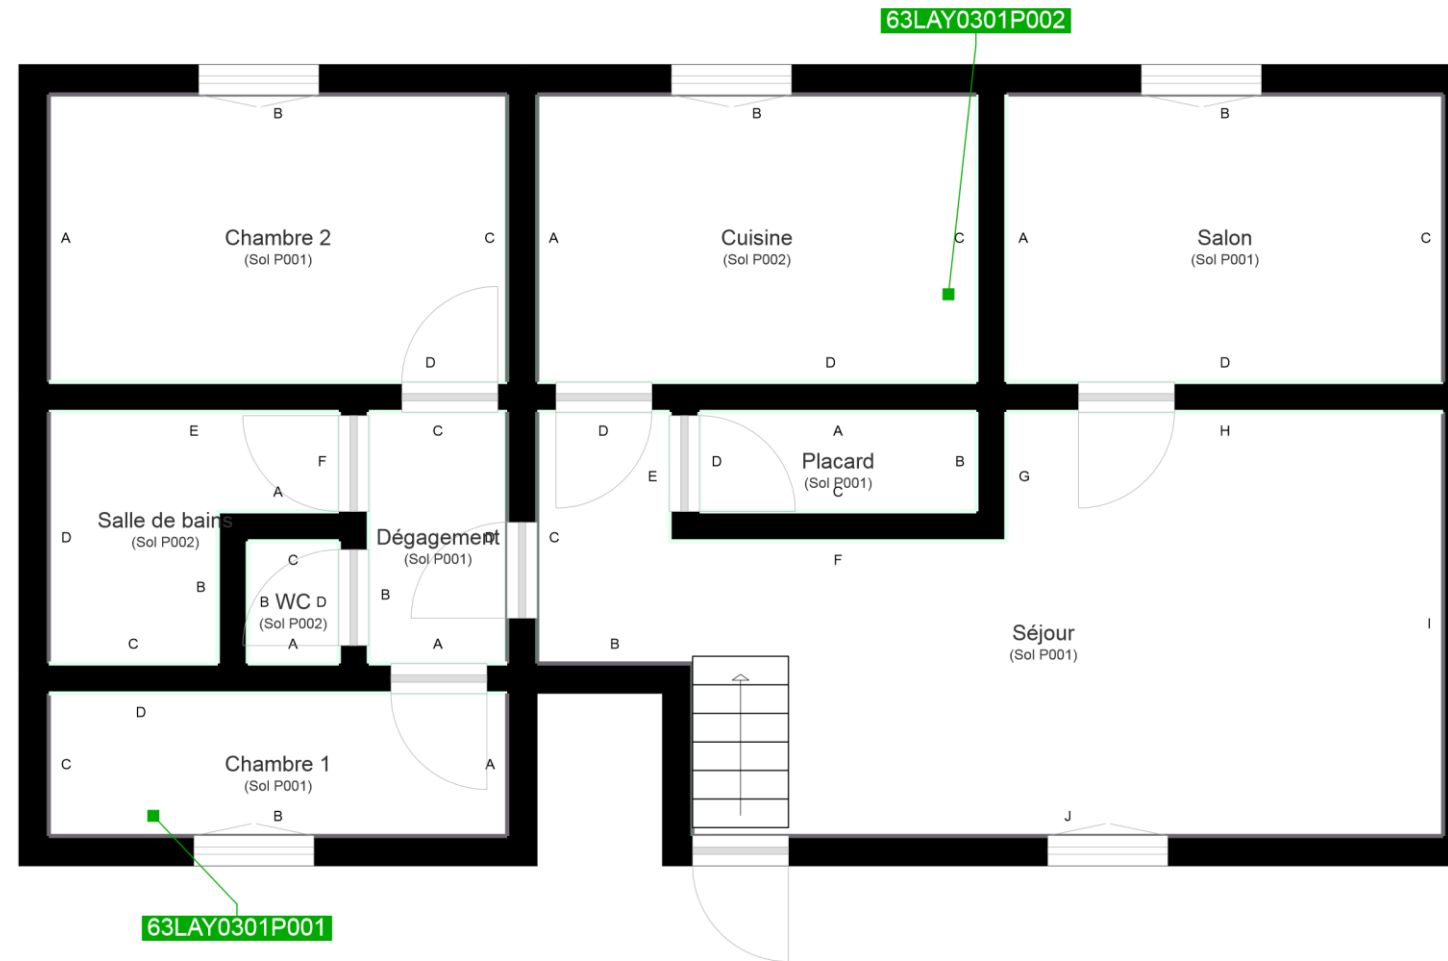 63LAY0301P002
B
B
B
Chambre 2
(Sol P001)
A
C
Cuisine
(Sol P002)
A
C
Salon
(Sol P001)
A
C
D
D
D
E
C
D
A
H
F
A
E
D
Placard
(Sol P001)
B
C
G
Salle de bains
(Sol P002)
D
B
C
Dégagement
(Sol P001)
D
C
B
A
C
B
WC
D
(Sol P002)
A
F
B
Séjour
(Sol P001)
I
D
C
Chambre 1
(Sol P001)
A
B
J
63LAY0301P001